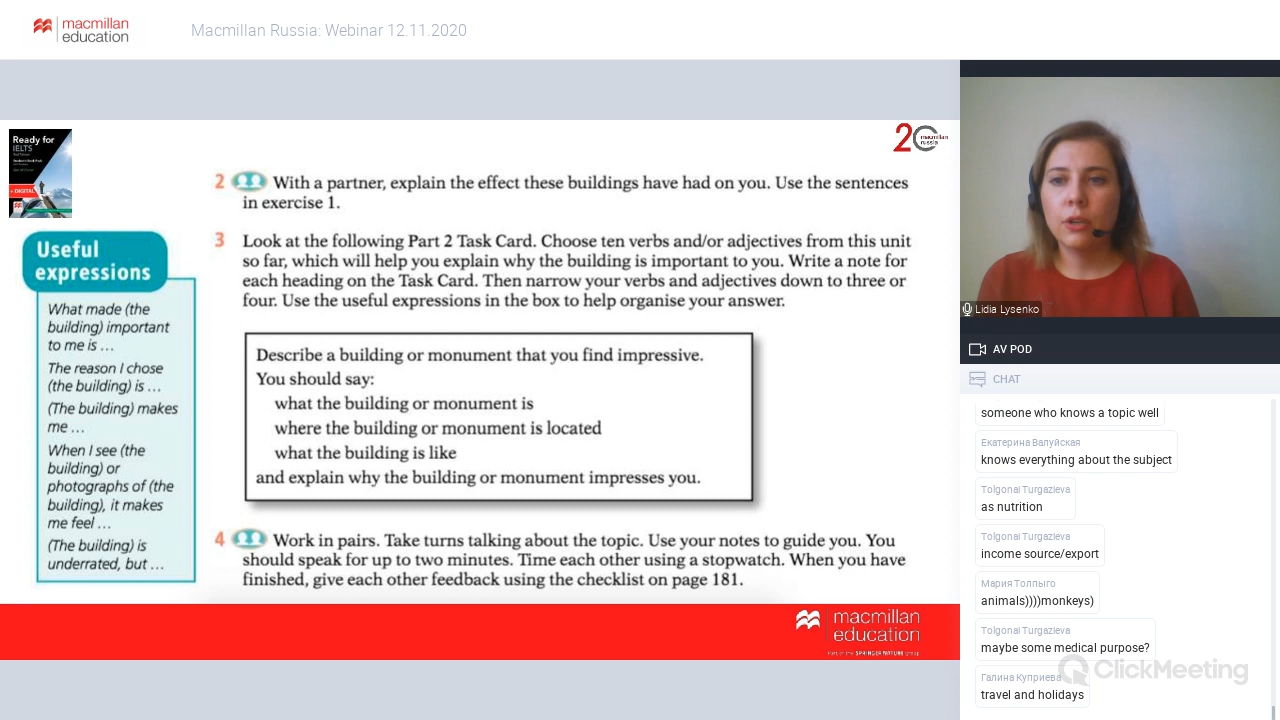 macmillan
education
Macmillan Russia: Webinar 12.11.2020
Ready for
IELTS
+ DIGITAL
20
macmillan
russia
2 With a partner, explain the effect these buildings have had on you. Use the sentences
in exercise 1.
3 Look at the following Part 2 Task Card. Choose ten verbs and/or adjectives from this unit
so far, which will help you explain why the building is important to you. Write a note for
each heading on the Task Card. Then narrow your verbs and adjectives down to three or
four. Use the useful expressions in the box to help organise your answer.
Useful
expressions
What made (the
building) important
to me is …
The reason I chose
(the building) is …
(The building) makes
me …
When I see (the
building) or
photographs of (the
building), it makes
me feel …
(The building) is
underrated, but …
Describe a building or monument that you find impressive.
You should say:
what the building or monument is
where the building or monument is located
what the building is like
and explain why the building or monument impresses you.
4 Work in pairs. Take turns talking about the topic. Use your notes to guide you. You
should speak for up to two minutes. Time each other using a stopwatch. When you have
finished, give each other feedback using the checklist on page 181.
macmillan
education
PART OF THE SPRINGER NATURE GROUP
Lidia Lysenko
AV POD
CHAT
someone who knows a topic well
Екатерина Валуйская
knows everything about the subject
Tolgonai Turgazieva
as nutrition
Tolgonai Turgazieva
income source/export
Мария Толпыго
animals))))monkeys)
Tolgonai Turgazieva
maybe some medical purpose?
Галина Куприева
travel and holidays
ClickMeeting